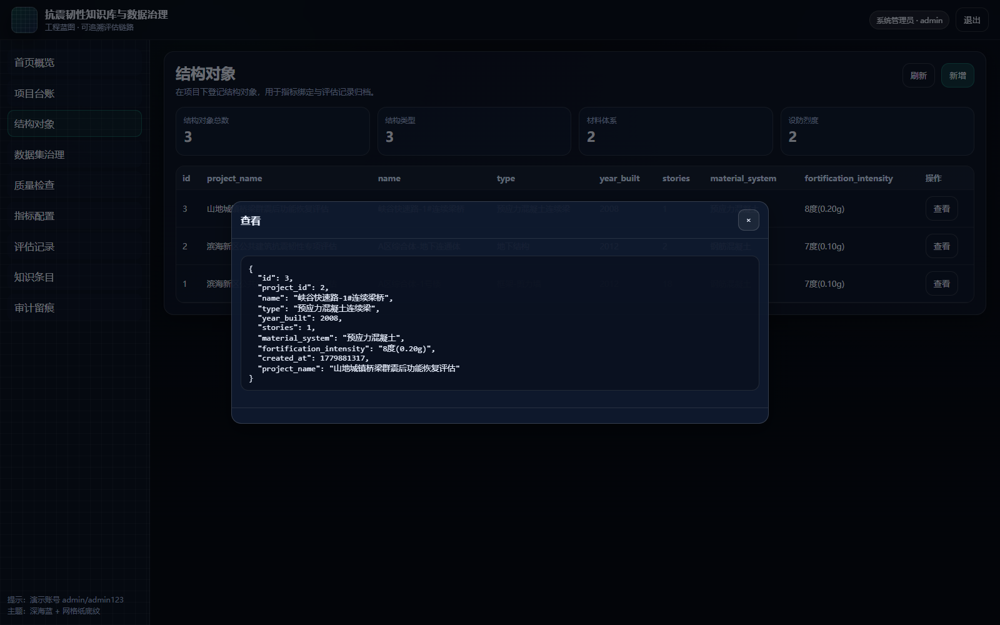 抗震韧性知识库与数据治理
工程蓝图 · 可追溯评估链路
系统管理员 · admin
退出
首页概览
项目台账
结构对象
数据集治理
质量检查
指标配置
评估记录
知识条目
审计留痕
提示：演示账号 admin/admin123
主题：深海蓝 + 网格纸底纹
结构对象
在项目下登记结构对象，用于指标绑定与评估记录归档。
刷新
新增
结构对象总数
3
结构类型
3
材料体系
2
设防烈度
2
id project_name name type year_built stories material_system fortification_intensity 操作
3 山地城镇桥梁群震后功能恢复评估 峡谷快速路-1#连续梁桥 预应力混凝土连续梁 2008 1 预应力混凝土 8度(0.20g) 查看
2 滨海新区公共建筑抗震韧性专项评估 A区综合体-地下连通体 地下结构 2012 2 钢筋混凝土 7度(0.10g) 查看
1 滨海新 7度(0.10g) 查看
查看
×
{
"id": 3,
"project_id": 2,
"name": "峡谷快速路-1#连续梁桥",
"type": "预应力混凝土连续梁",
"year_built": 2008,
"stories": 1,
"material_system": "预应力混凝土",
"fortification_intensity": "8度(0.20g)",
"created_at": 1779881317,
"project_name": "山地城镇桥梁群震后功能恢复评估"
}